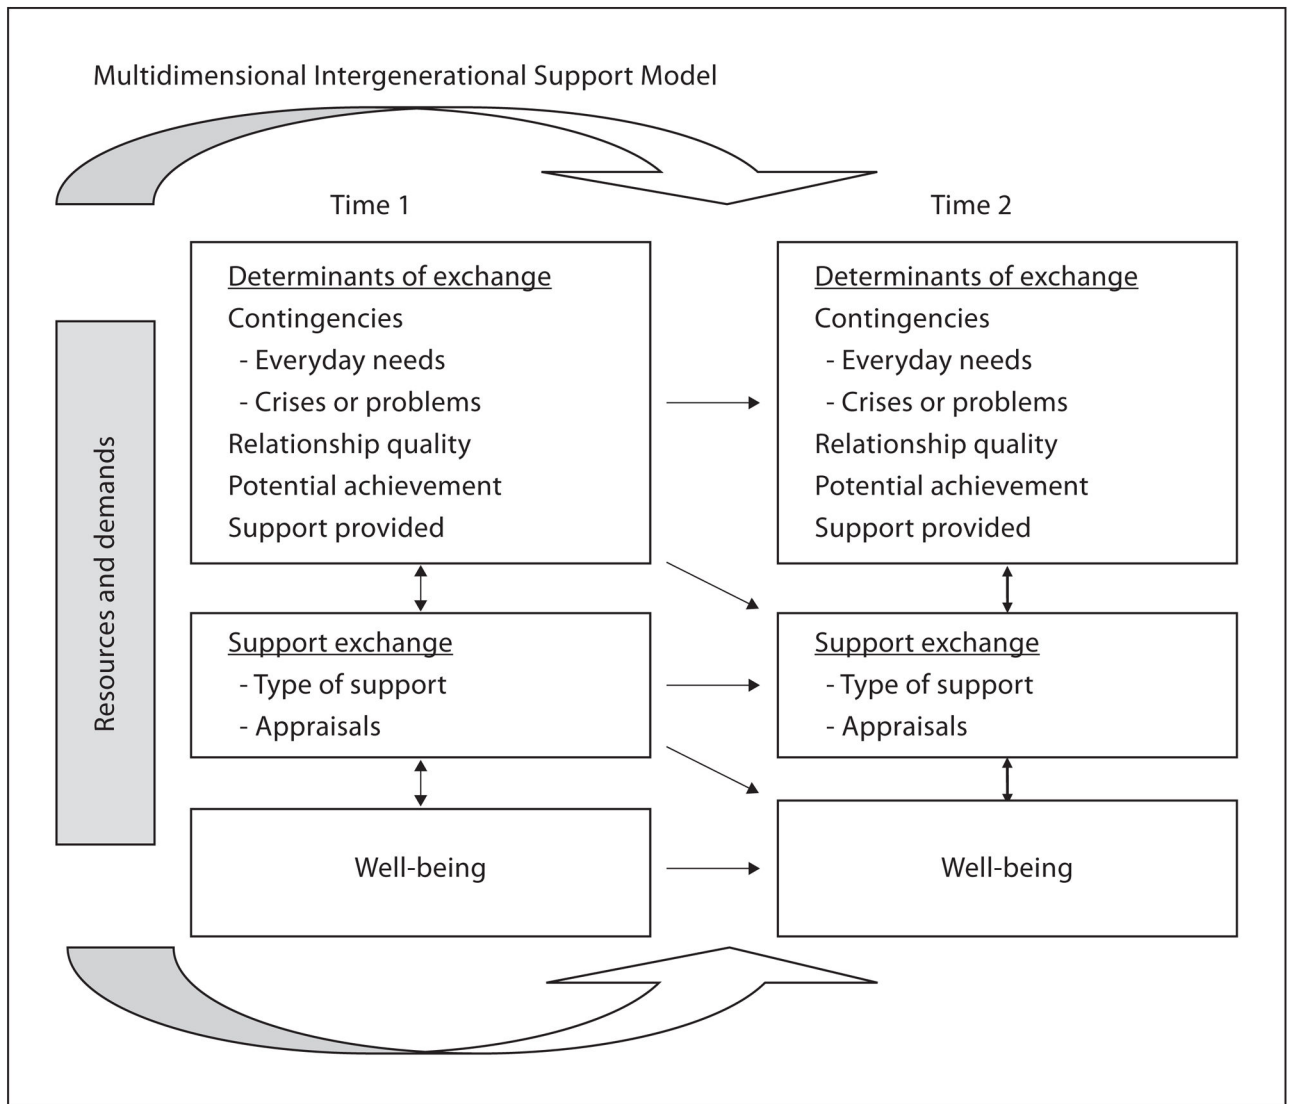 Multidimensional Intergenerational Support Model
Time 1
Time 2
Resources and demands
Determinants of exchange
Contingencies
- Everyday needs
- Crises or problems
Relationship quality
Potential achievement
Support provided
Support exchange
- Type of support
- Appraisals
Well-being
Determinants of exchange
Contingencies
- Everyday needs
- Crises or problems
Relationship quality
Potential achievement
Support provided
Support exchange
- Type of support
- Appraisals
Well-being